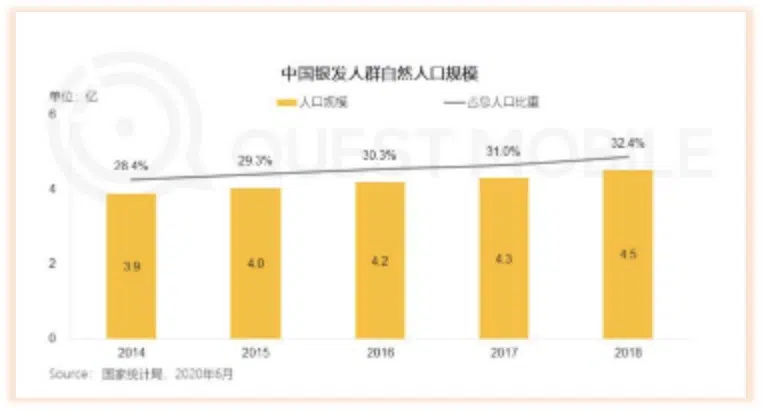 中国银发人群自然人口规模
单位：亿
人口规模 占总人口比重
QUEST MOBILE
6
4
2
0
28.4% 29.3% 30.3% 31.0% 32.4%
3.9 4.0 4.2 4.3 4.5
2014 2015 2016 2017 2018
Source：国家统计局，2020年6月